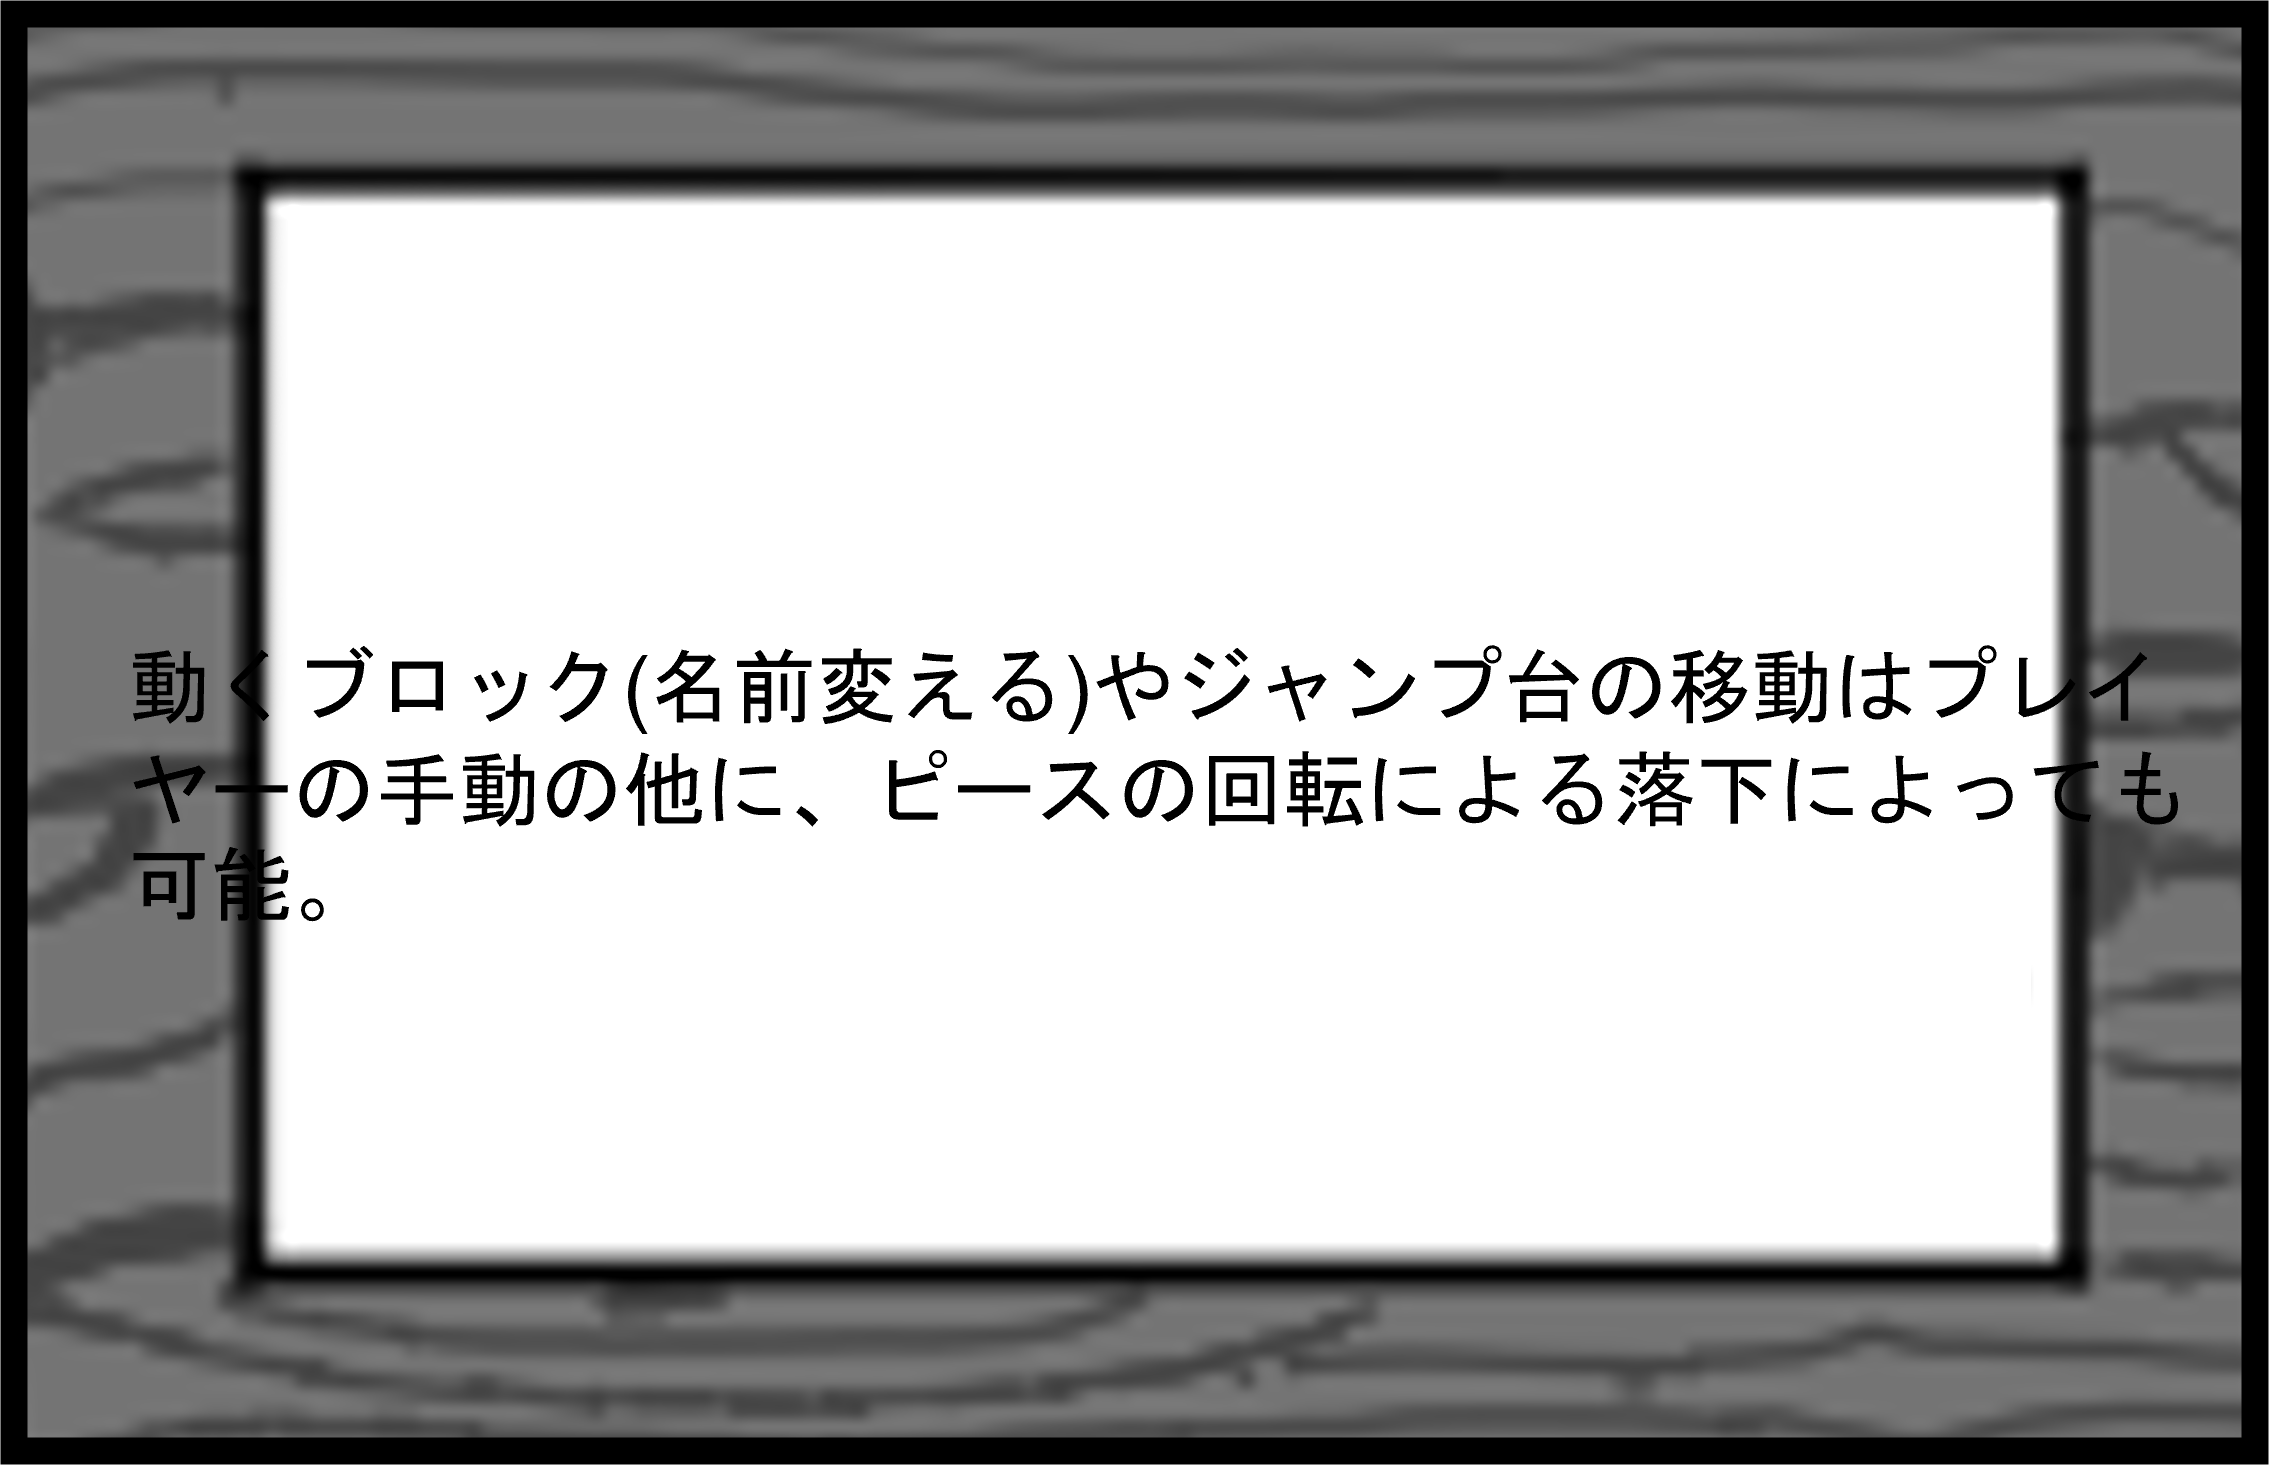 動くブロック(名前変える)やジャンプ台の移動はプレイ
ヤーの手動の他に、ピースの回転による落下によっても
可能。